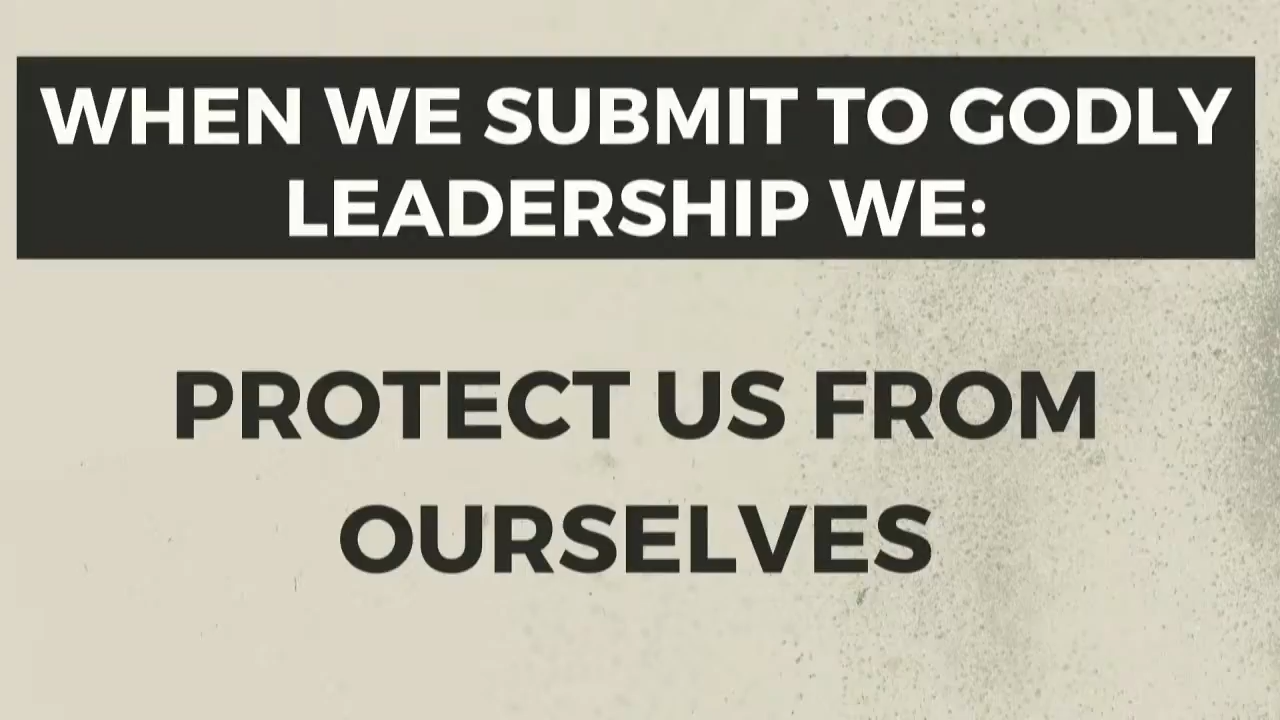 WHEN WE SUBMIT TO GODLY
LEADERSHIP WE:
PROTECT US FROM
OURSELVES